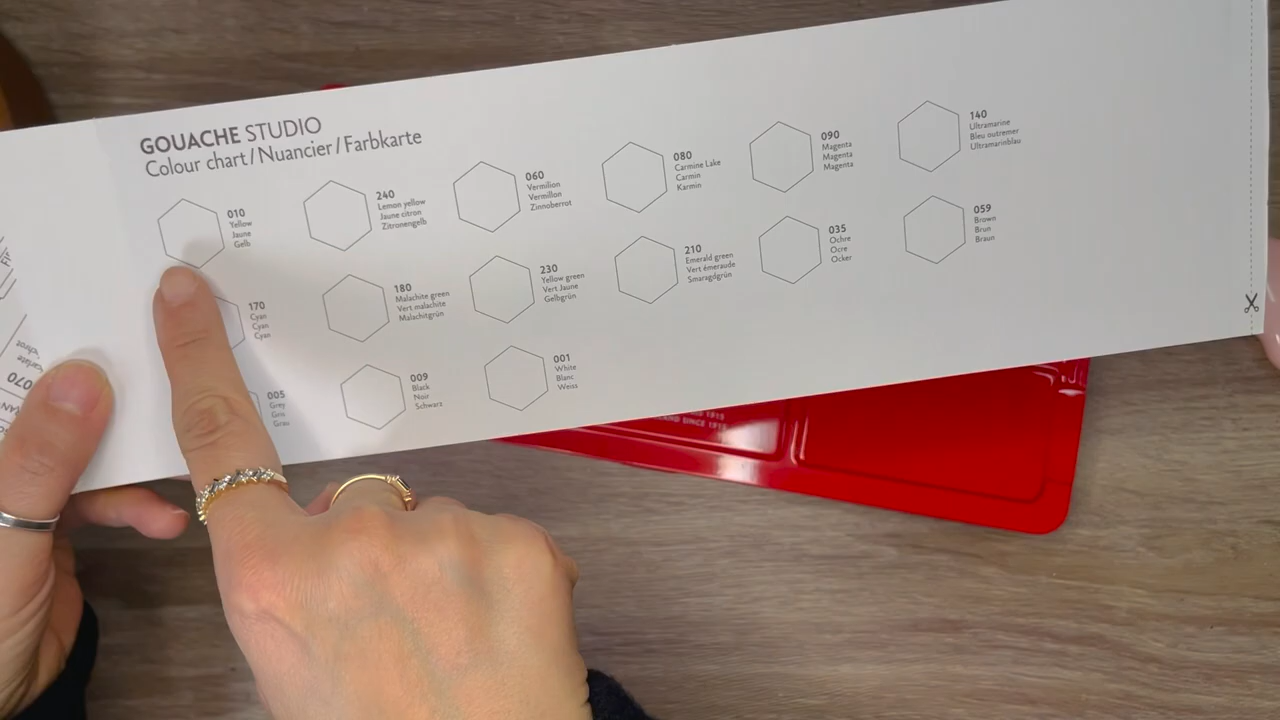 GOUACHE STUDIO
Colour chart / Nuancier / Farbkarte
010
Yellow
Jaune
Gelb
240
Lemon yellow
Jaune citron
Zitronengelb
060
Vermilion
Vermillon
Zinnoberrot
080
Carmine Lake
Carmin
Karmin
090
Magenta
Magenta
Magenta
140
Ultramarine
Bleu outremer
Ultramarinblau
170
Cyan
Cyan
Cyan
180
Malachite green
Vert malachite
Malachitgrün
230
Yellow green
Vert Jaune
Gelbgrün
210
Emerald green
Vert émeraude
Smaragdgrün
035
Ochre
Ocre
Ocker
059
Brown
Brun
Braun
005
Grey
Gris
Grau
009
Black
Noir
Schwarz
001
White
Blanc
Weiss
070